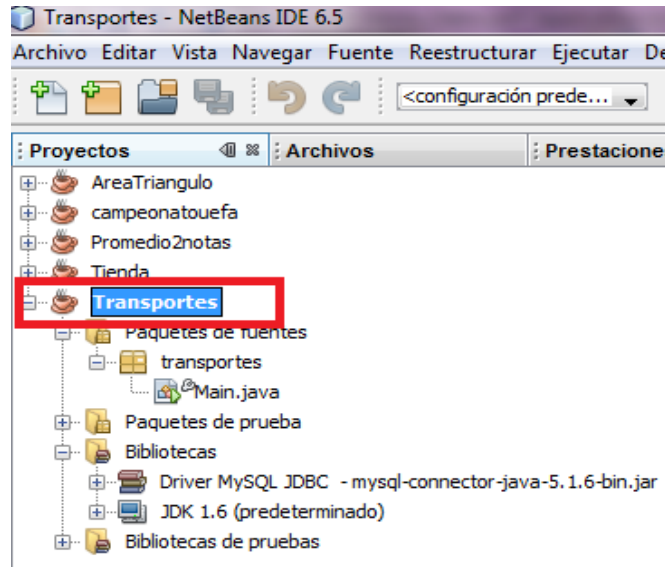 Transportes - NetBeans IDE 6.5
Archivo Editar Vista Navegar Fuente Reestructurar Ejecutar De
<configuración prede...
Proyectos Archivos Prestacione
AreaTriangulo
campeonatouefa
Promedio2notas
Tienda
Transportes
Paquetes de fuentes
transportes
Main.java
Paquetes de prueba
Bibliotecas
Driver MySQL JDBC - mysql-connector-java-5.1.6-bin.jar
JDK 1.6 (predeterminado)
Bibliotecas de pruebas